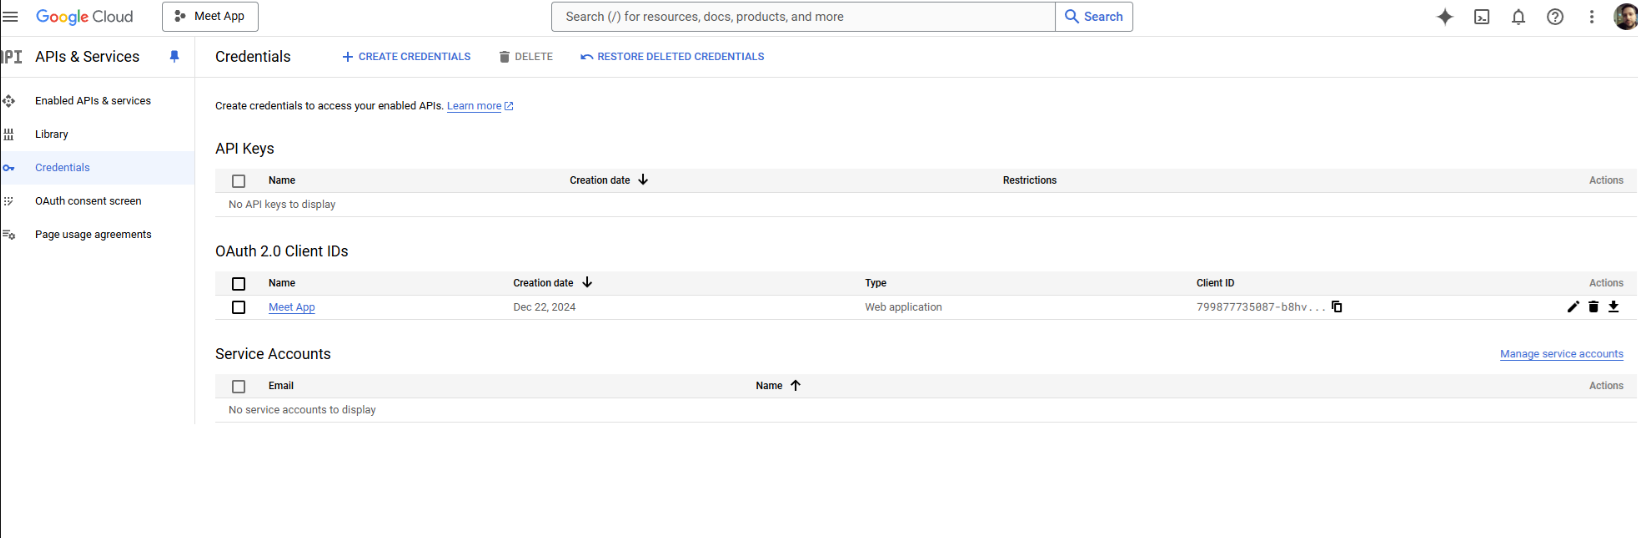 Google Cloud
Meet App
Search (/) for resources, docs, products, and more
Search
API
APIs & Services
Credentials
CREATE CREDENTIALS
DELETE
RESTORE DELETED CREDENTIALS
Enabled APIs & services
Library
Credentials
OAuth consent screen
Page usage agreements
Create credentials to access your enabled APIs. Learn more
API Keys
Name Creation date Restrictions Actions
No API keys to display
OAuth 2.0 Client IDs
Name Creation date Type Client ID Actions
Meet App Dec 22, 2024 Web application 799877735087-b8hv...
Service Accounts
Manage service accounts
Email Name Actions
No service accounts to display